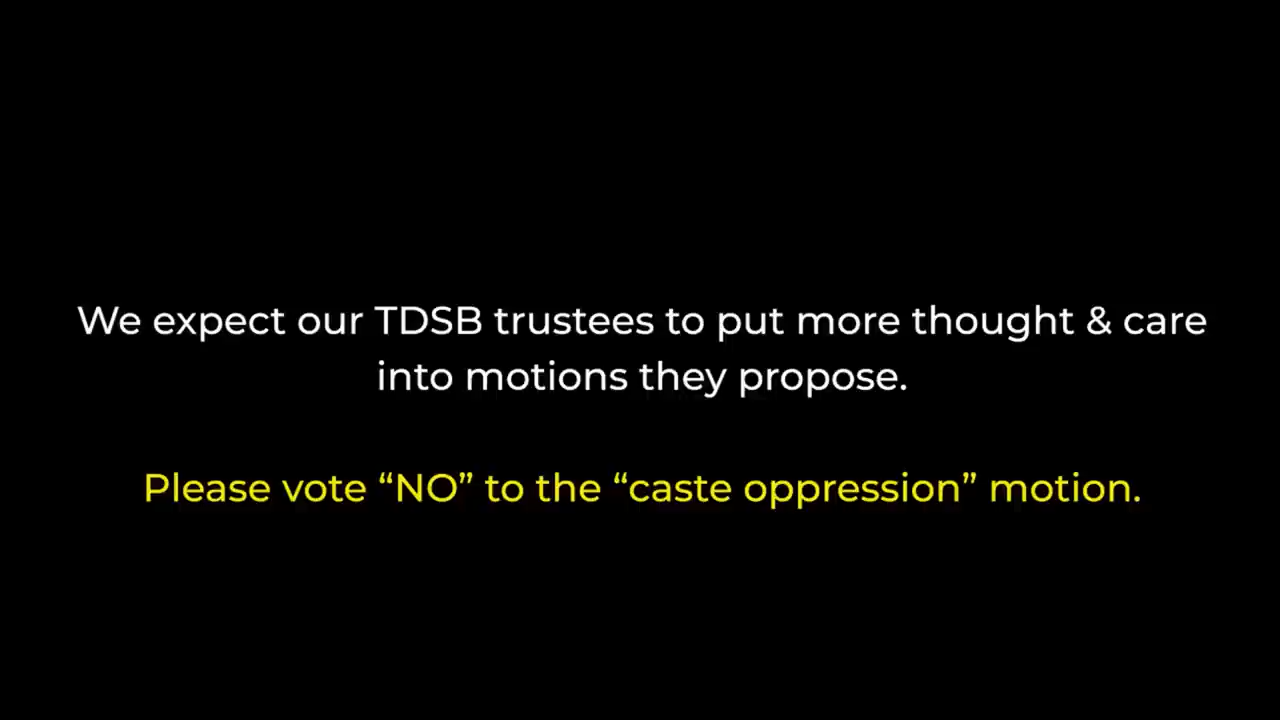 We expect our TDSB trustees to put more thought & care
into motions they propose.
Please vote “NO” to the “caste oppression” motion.